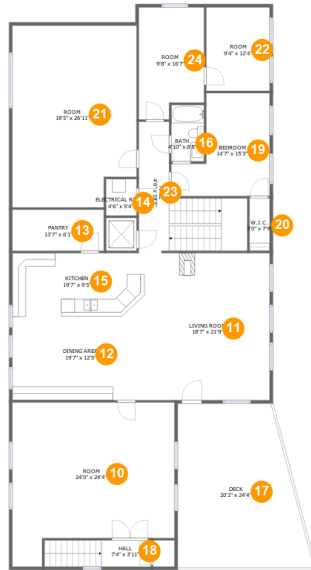 ROOM
9'8" x 16'7"
24
ROOM
9'4" x 12'4"
22
ROOM
21
BATH
4'10" x 8'5"
16
BEDROOM
14'7" x 15'3"
19
ELECTRICAL R
4'6" x 5'4"
14
23
PANTRY
13'7" x 6'1"
13
W.I.C.
20
KITCHEN
19'7" x 9'5"
15
LIVING ROOM
18'7" x 21'9"
11
DINING AREA
19'7" x 12'5"
12
ROOM
24'0" x 24'4"
10
DECK
20'2" x 24'4"
17
HALL
7'4" x 3'11"
18